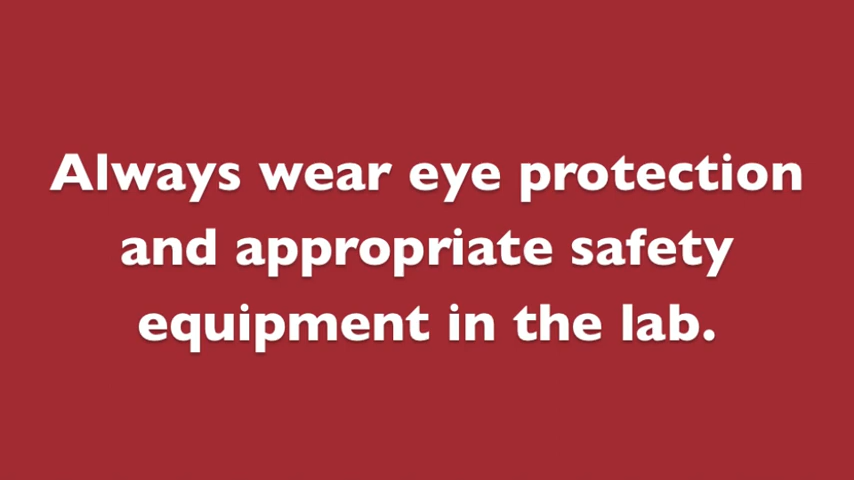 Always wear eye protection
and appropriate safety
equipment in the lab.